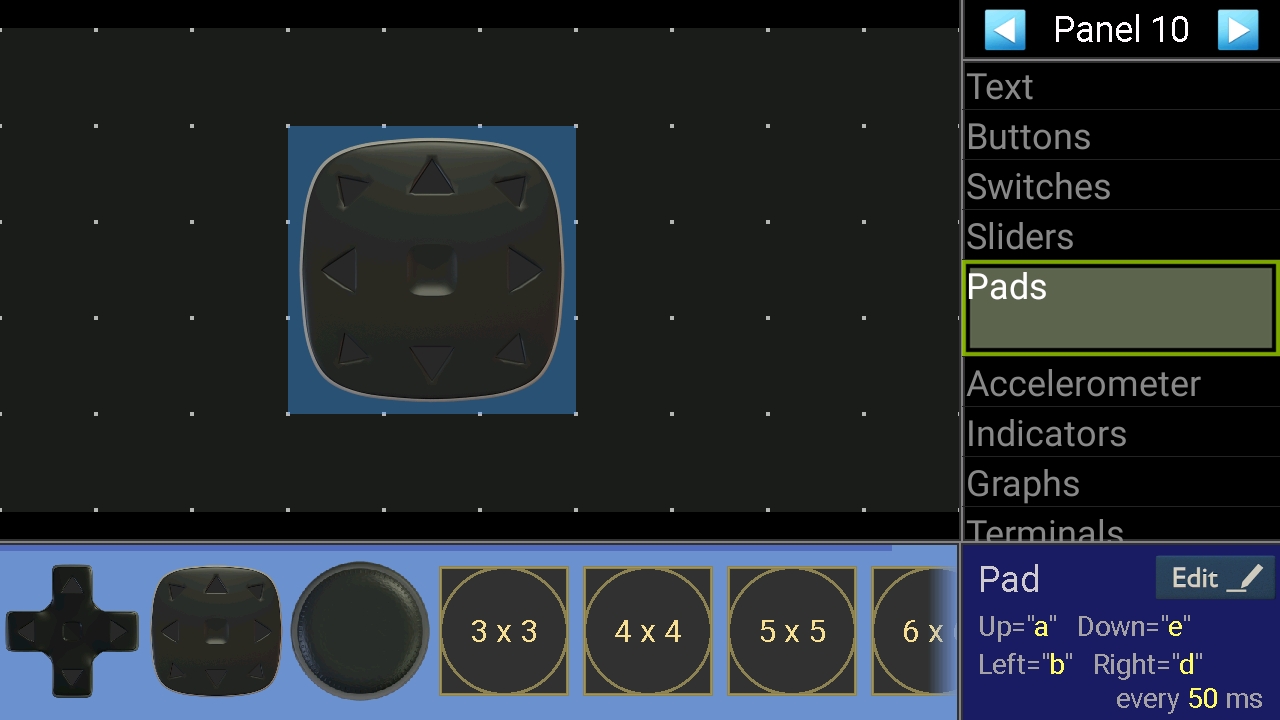 Panel 10
Text
Buttons
Switches
Sliders
Pads
Accelerometer
Indicators
Graphs
Terminals
3 x 3
4 x 4
5 x 5
6 x
Pad
Edit
Up="a" Down="e"
Left="b" Right="d"
every 50 ms